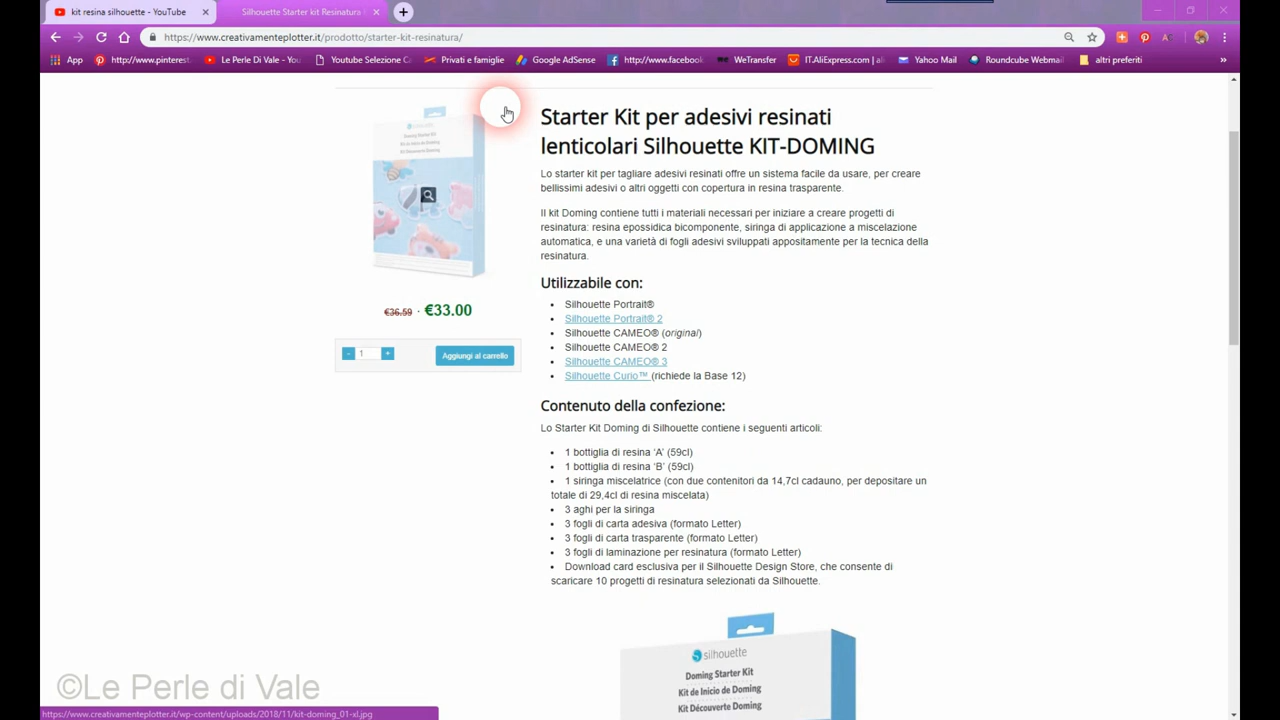 kit resina silhouette - YouTube
Silhouette Starter kit Resinatura
https://www.creativamenteplotter.it/prodotto/starter-kit-resinatura/
App
http://www.pinterest.
Le Perle Di Vale - You
Youtube Selezione Ca
Privati e famiglie
Google AdSense
http://www.facebook
WeTransfer
IT.AliExpress.com | al
Yahoo Mail
Roundcube Webmail
altri preferiti
Starter Kit per adesivi resinati
lenticolari Silhouette KIT-DOMING
Lo starter kit per tagliare adesivi resinati offre un sistema facile da usare, per creare
bellissimi adesivi o altri oggetti con copertura in resina trasparente.
Il kit Doming contiene tutti i materiali necessari per iniziare a creare progetti di
resinatura: resina epossidica bicomponente, siringa di applicazione a miscelazione
automatica, e una varietà di fogli adesivi sviluppati appositamente per la tecnica della
resinatura.
€36.59 · €33.00
- 1 +
Aggiungi al carrello
Utilizzabile con:
• Silhouette Portrait®
• Silhouette Portrait® 2
• Silhouette CAMEO® (original)
• Silhouette CAMEO® 2
• Silhouette CAMEO® 3
• Silhouette Curio™ (richiede la Base 12)
Contenuto della confezione:
Lo Starter Kit Doming di Silhouette contiene i seguenti articoli:
• 1 bottiglia di resina ‘A’ (59cl)
• 1 bottiglia di resina ‘B’ (59cl)
• 1 siringa miscelatrice (con due contenitori da 14,7cl cadauno, per depositare un
totale di 29,4cl di resina miscelata)
• 3 aghi per la siringa
• 3 fogli di carta adesiva (formato Letter)
• 3 fogli di carta trasparente (formato Letter)
• 3 fogli di laminazione per resinatura (formato Letter)
• Download card esclusiva per il Silhouette Design Store, che consente di
scaricare 10 progetti di resinatura selezionati da Silhouette.
silhouette
Doming Starter Kit
Kit de Inicio de Doming
Kit Découverte Doming
©Le Perle di Vale
https://www.creativamenteplotter.it/wp-content/uploads/2018/11/kit-doming_01-xl.jpg